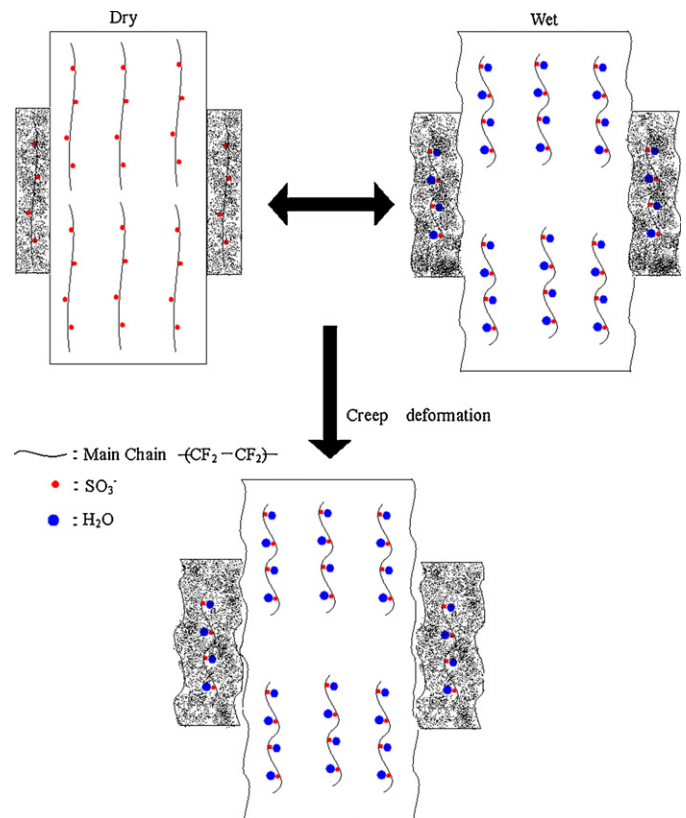 Dry
Wet
Creep deformation
: Main Chain -(CF₂-CF₂)-
: SO₃⁻
: H₂O